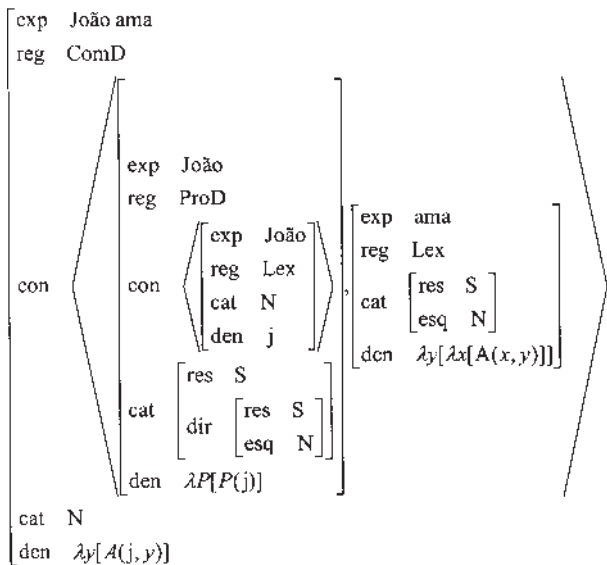 exp João ama
reg ComD
exp João
reg ProD
exp João
reg Lex
con
cat N
den j
cat
res S
dir
res S
esq N
den λP[P(j)]
,
exp ama
reg Lex
cat
res S
esq N
den λy[λx[A(x, y)]]
con
cat N
den λy[A(j, y)]